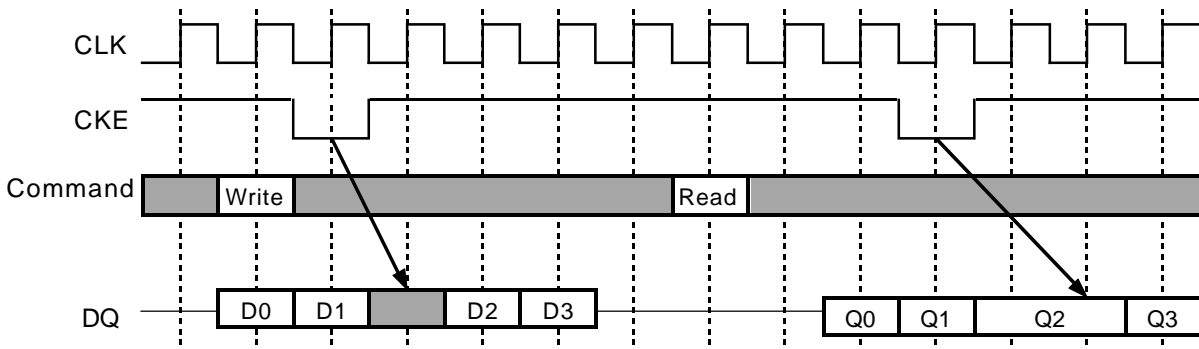 CLK
CKE
Command Write Read
DQ D0 D1 D2 D3 Q0 Q1 Q2 Q3